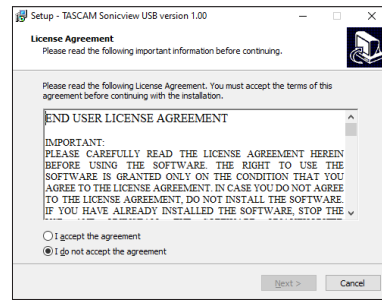 Setup - TASCAM Sonicview USB version 1.00
License Agreement
Please read the following important information before continuing.
Please read the following License Agreement. You must accept the terms of this
agreement before continuing with the installation.
END USER LICENSE AGREEMENT
IMPORTANT:
PLEASE CAREFULLY READ THE LICENSE AGREEMENT HEREIN
BEFORE USING THE SOFTWARE. THE RIGHT TO USE THE
SOFTWARE IS GRANTED ONLY ON THE CONDITION THAT YOU
AGREE TO THE LICENSE AGREEMENT. IN CASE YOU DO NOT AGREE
TO THE LICENSE AGREEMENT, DO NOT INSTALL THE SOFTWARE.
IF YOU HAVE ALREADY INSTALLED THE SOFTWARE, STOP THE
I accept the agreement
I do not accept the agreement
Next >
Cancel